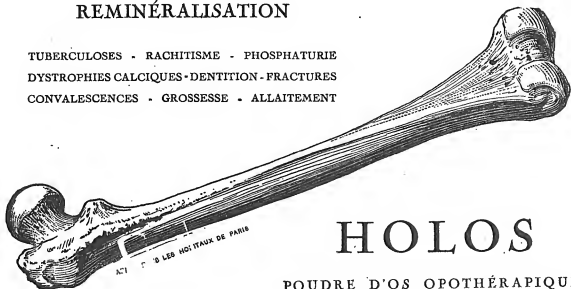 REMINÉRALISATION
TUBERCULOSES - RACHITISME - PHOSPHATURIE
DYSTROPHIES CALCIQUES - DENTITION - FRACTURES
CONVALESCENCES - GROSSESSE - ALLAITEMENT
LES HOPITAUX DE PARIS
HOLOS
POUDRE D'OS OPOTHÉRAPIQU